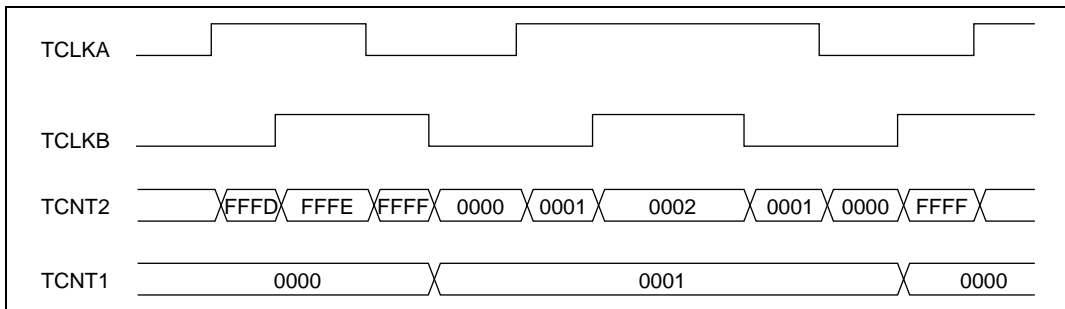 TCLKA
TCLKB
TCNT2 FFFD FFFE FFFF 0000 0001 0002 0001 0000 FFFF
TCNT1 0000 0001 0000